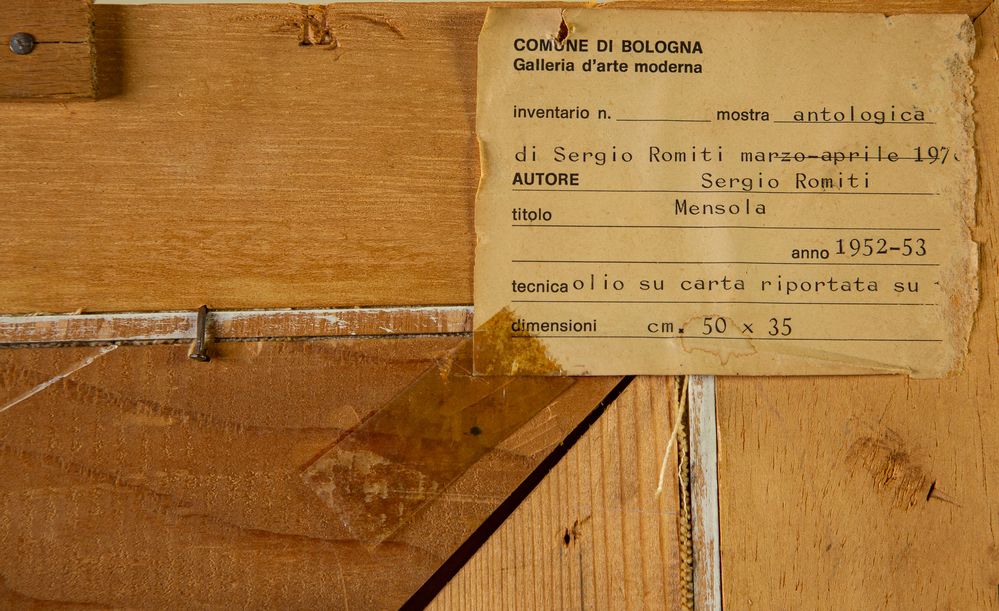 COMUNE DI BOLOGNA
Galleria d'arte moderna
inventario n. mostra antologica
di Sergio Romiti marzo-aprile
AUTORE Sergio Romiti
titolo Mensola
anno 1952-53
tecnica olio su carta riportata su
dimensioni cm. 50 x 35